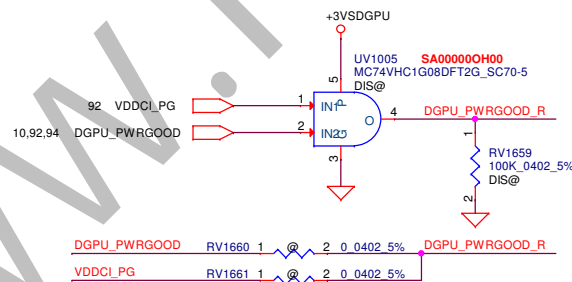 +3VSDGPU
UV1005 SA00000OH00
MC74VHC1G08DFT2G_SC70-5
DIS@
5
92 VDDCI_PG 1 IN1 P
O 4 DGPU_PWRGOOD_R
10,92,94 DGPU_PWRGOOD 2 IN2 G
3
1
RV1659
100K_0402_5%
DIS@
2
DGPU_PWRGOOD RV1660 1 @ 2 0_0402_5% DGPU_PWRGOOD_R
VDDCI_PG RV1661 1 @ 2 0_0402_5%